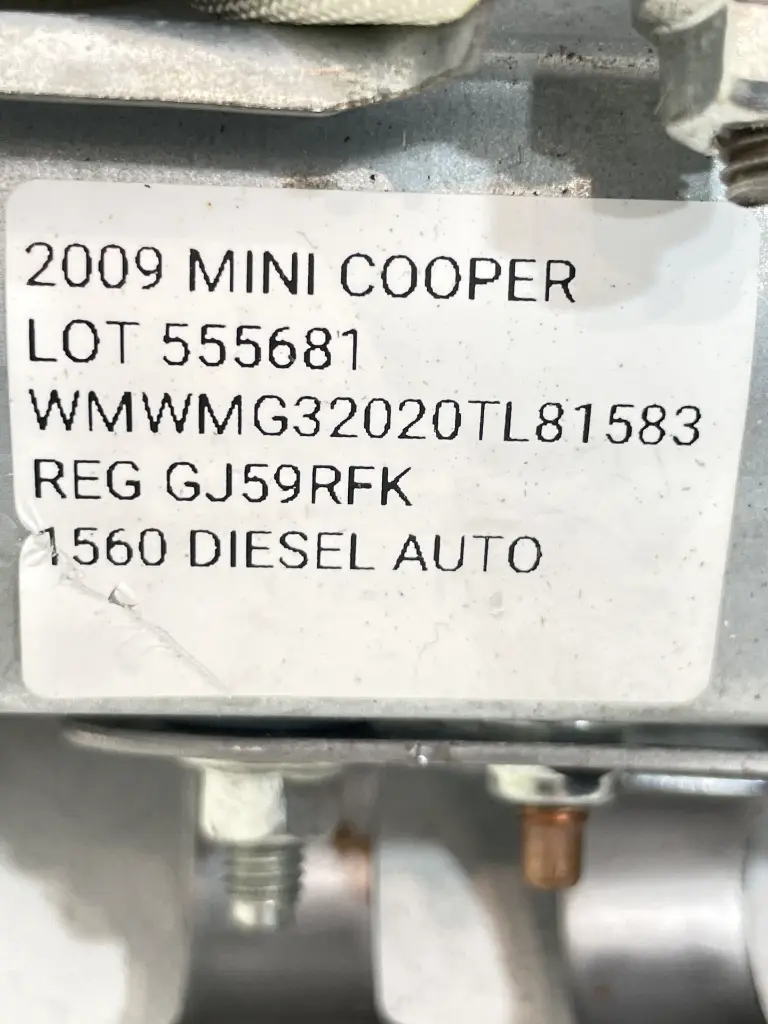 2009 MINI COOPER
LOT 555681
WMWMG32020TL81583
REG GJ59RFK
1560 DIESEL AUTO